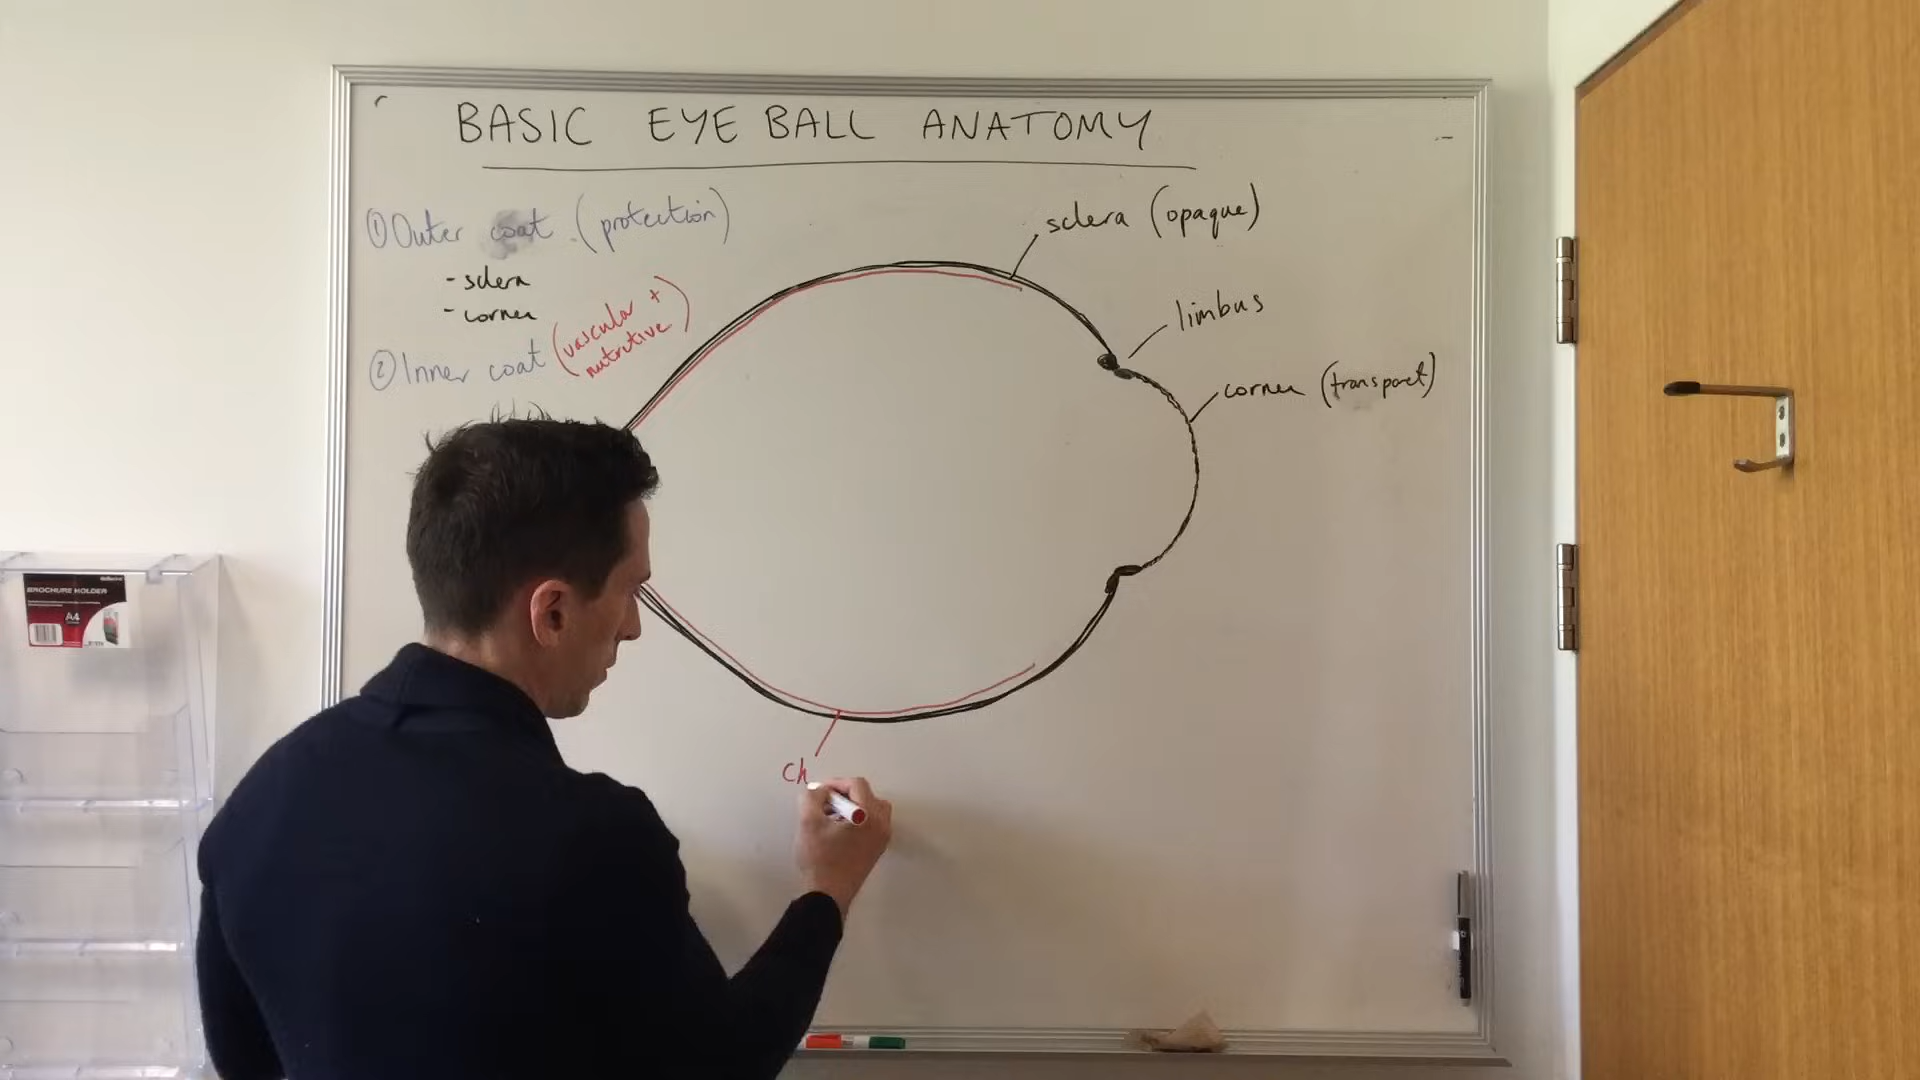 BASIC EYE BALL ANATOMY
① Outer coat (protection)
- sclera
- cornea
② Inner coat (vascular +
nutritive)
sclera (opaque)
limbus
cornea (transparet)
Ch
BROCHURE HOLDER
A4